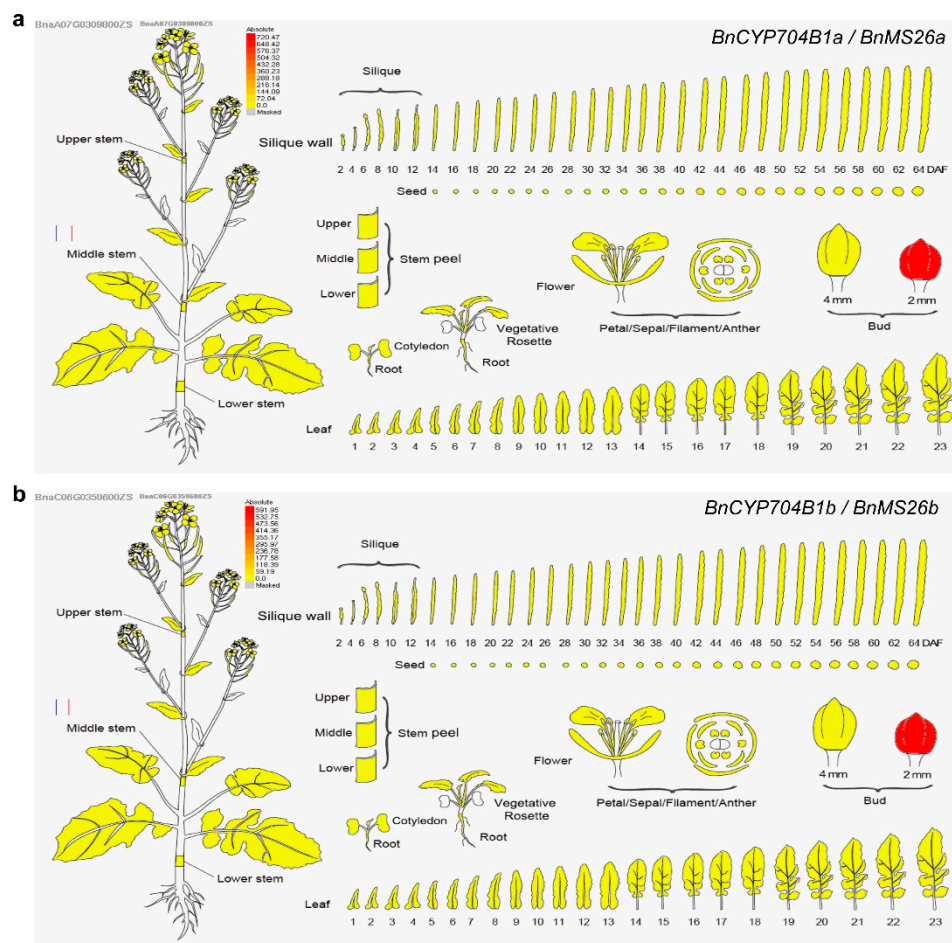 a
BnaA07G0309800ZS BnaA07G0309800ZS
BnCYP704B1a / BnMS26a
Absolute
720.47
648.42
576.37
504.32
432.28
360.23
288.18
216.14
144.09
72.04
0.0
Masked
Silique
Upper stem
Silique wall
2 4 6 8 10 12 14 16 18 20 22 24 26 28 30 32 34 36 38 40 42 44 46 48 50 52 54 56 58 60 62 64 DAF
Seed
Upper
Middle
Lower
Stem peel
Middle stem
Flower
Petal/Sepal/Filament/Anther
4 mm
2 mm
Bud
Cotyledon
Root
Vegetative
Rosette
Root
Lower stem
Leaf
1 2 3 4 5 6 7 8 9 10 11 12 13 14 15 16 17 18 19 20 21 22 23
b
BnaC06G0359600ZS BnaC06G0359600ZS
BnCYP704B1b / BnMS26b
Absolute
591.95
532.75
473.56
414.36
355.17
295.97
236.78
177.58
118.39
59.19
0.0
Masked
Silique
Upper stem
Silique wall
2 4 6 8 10 12 14 16 18 20 22 24 26 28 30 32 34 36 38 40 42 44 46 48 50 52 54 56 58 60 62 64 DAF
Seed
Upper
Middle
Lower
Stem peel
Middle stem
Flower
Petal/Sepal/Filament/Anther
4 mm
2 mm
Bud
Cotyledon
Root
Vegetative
Rosette
Root
Lower stem
Leaf
1 2 3 4 5 6 7 8 9 10 11 12 13 14 15 16 17 18 19 20 21 22 23